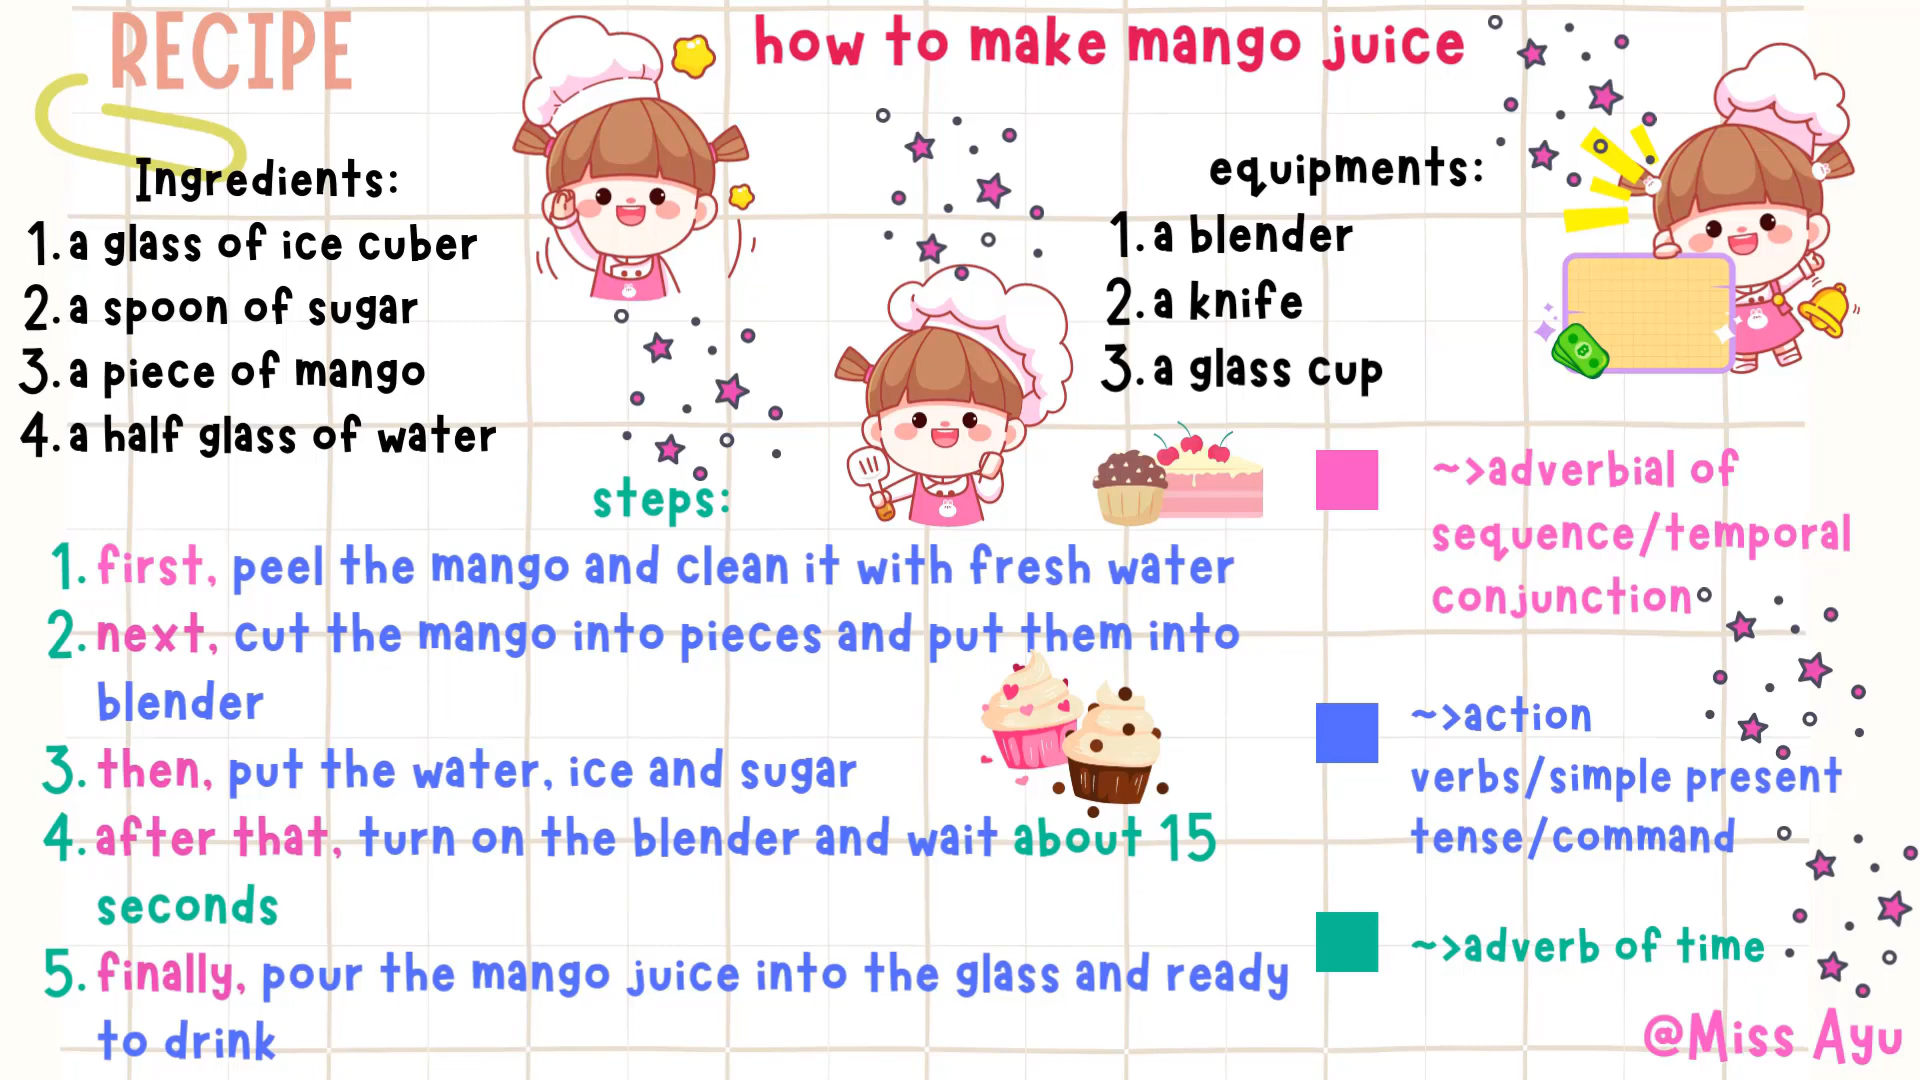 RECIPE
how to make mango juice
Ingredients:
1. a glass of ice cuber
2. a spoon of sugar
3. a piece of mango
4. a half glass of water
equipments:
1. a blender
2. a knife
3. a glass cup
steps:
1. first, peel the mango and clean it with fresh water
2. next, cut the mango into pieces and put them into
blender
3. then, put the water, ice and sugar
4. after that, turn on the blender and wait about 15
seconds
5. finally, pour the mango juice into the glass and ready
to drink
~>adverbial of
sequence/temporal
conjunction
~>action
verbs/simple present
tense/command
~>adverb of time
@Miss Ayu